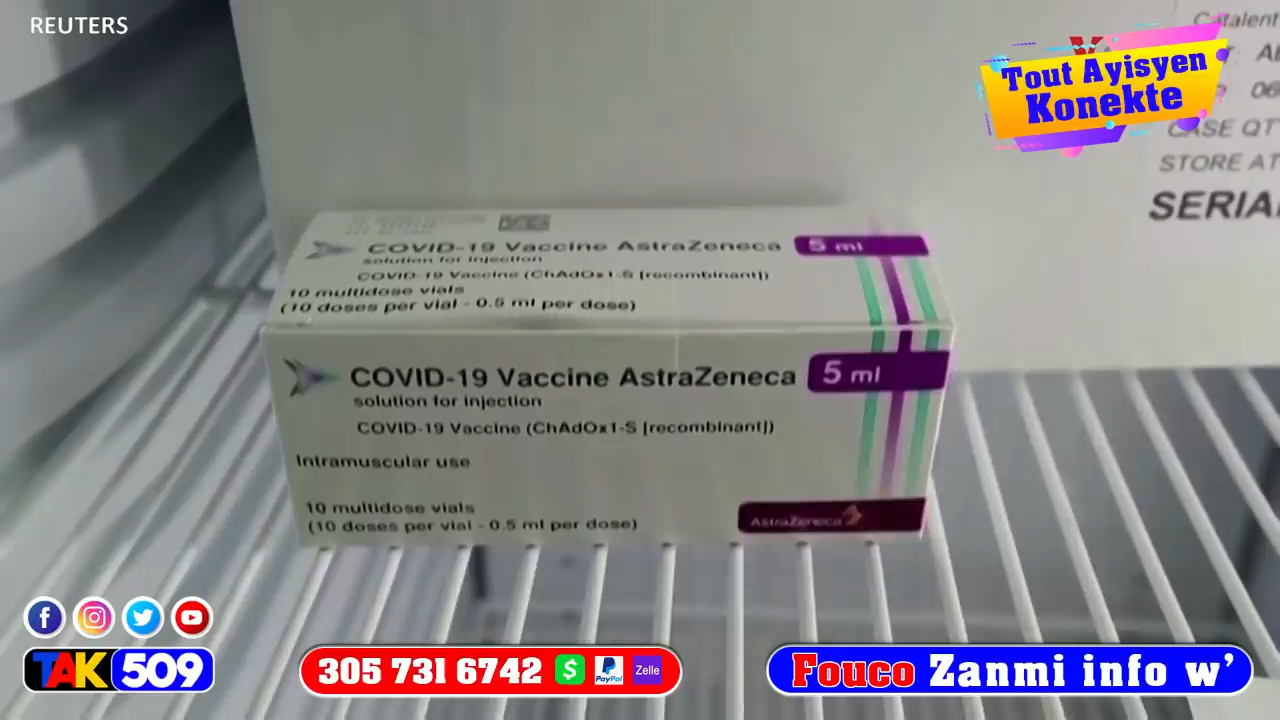 REUTERS
Tout Ayisyen
Konekte
CASE QT
STORE AT
SERIAL
COVID-19 Vaccine AstraZeneca 5 ml
solution for injection
COVID-19 Vaccine (ChAdOx1-S [recombinant])
10 multidose vials
(10 doses per vial - 0.5 ml per dose)
COVID-19 Vaccine AstraZeneca 5 ml
solution for injection
COVID-19 Vaccine (ChAdOx1-S [recombinant])
Intramuscular use
10 multidose vials
(10 doses per vial - 0.5 ml per dose)
AstraZeneca
TAK 509
305 731 6742 $ PayPal Zelle
Fouco Zanmi info w'